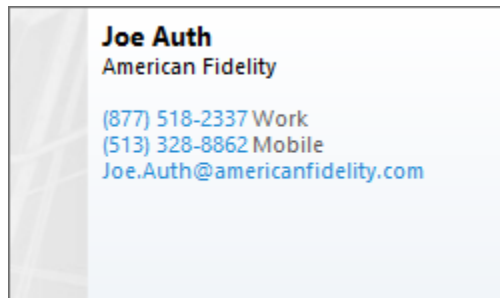 Joe Auth
American Fidelity
(877) 518-2337 Work
(513) 328-8862 Mobile
Joe.Auth@americanfidelity.com